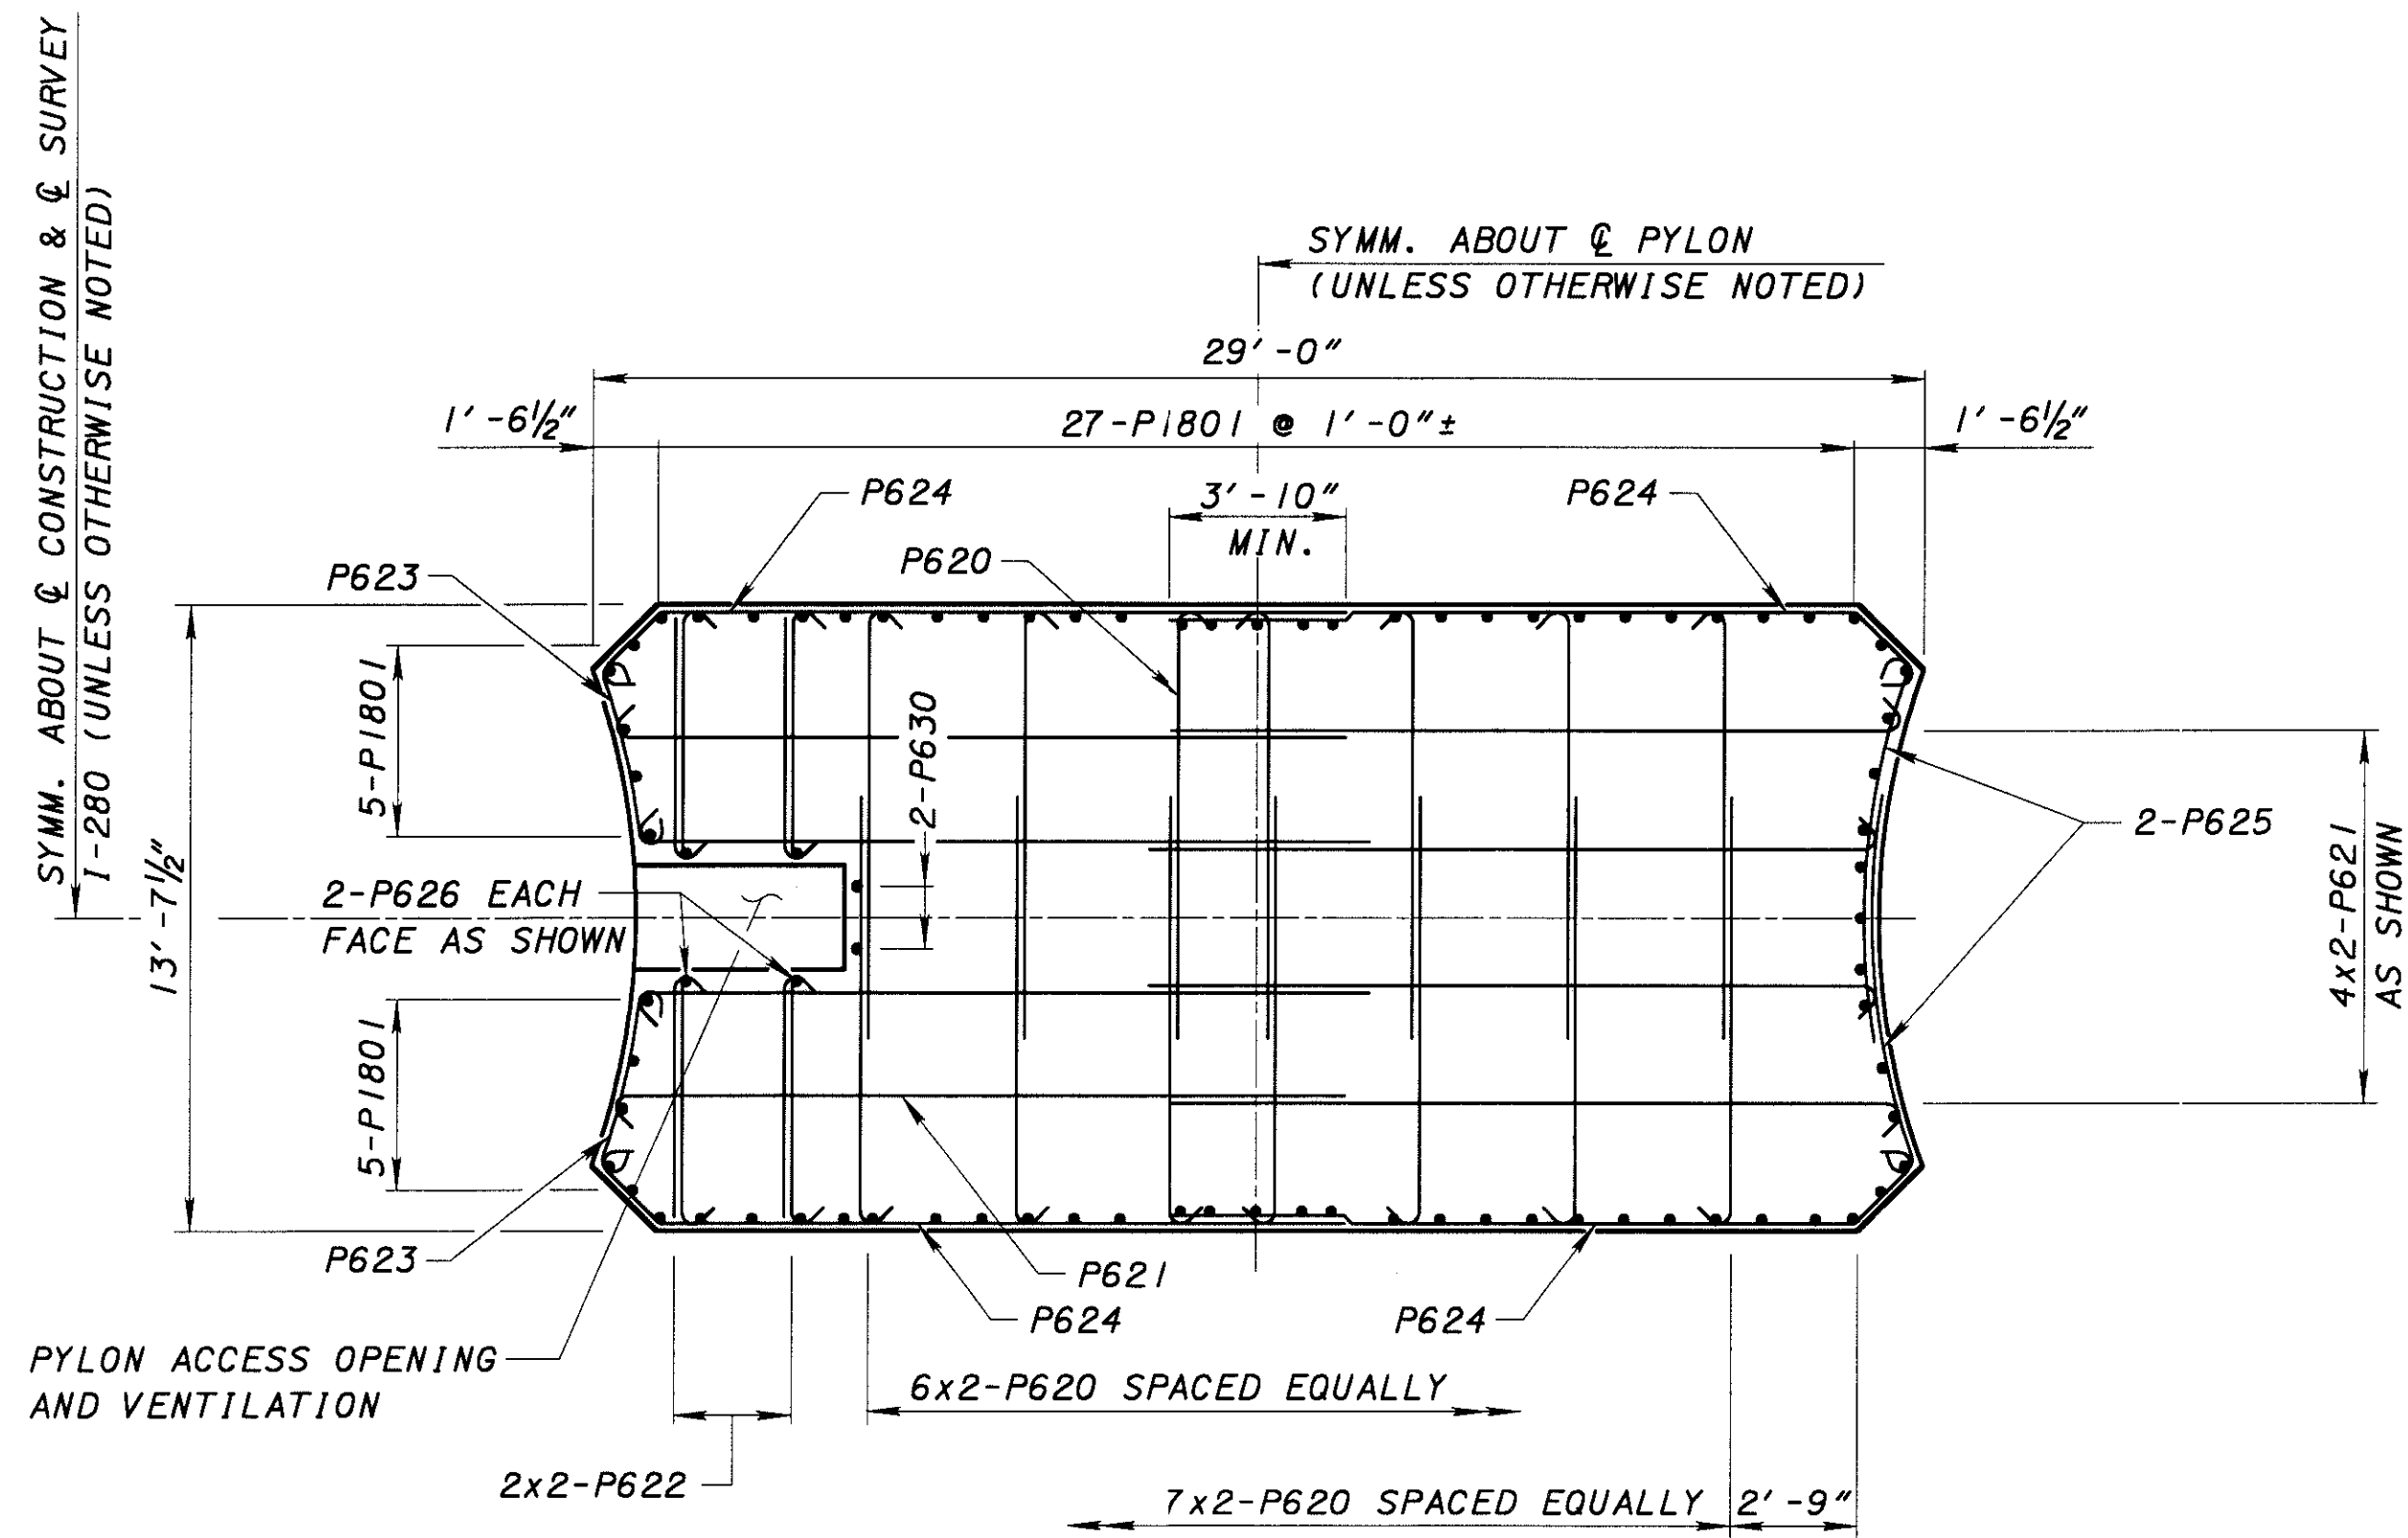 SYMM. ABOUT ℄ CONSTRUCTION & ℄ SURVEY
I-280 (UNLESS OTHERWISE NOTED)
SYMM. ABOUT ℄ PYLON
(UNLESS OTHERWISE NOTED)
29'-0"
1'-6½"
27-P1801 @ 1'-0"±
1'-6½"
P624
3'-10"
MIN.
P624
P623
P620
5-P1801
2-P630
13'-7½"
2-P625
4x2-P621
AS SHOWN
2-P626 EACH
FACE AS SHOWN
5-P1801
P623
P621
P624
P624
PYLON ACCESS OPENING
AND VENTILATION
6x2-P620 SPACED EQUALLY
2x2-P622
7x2-P620 SPACED EQUALLY
2'-9"